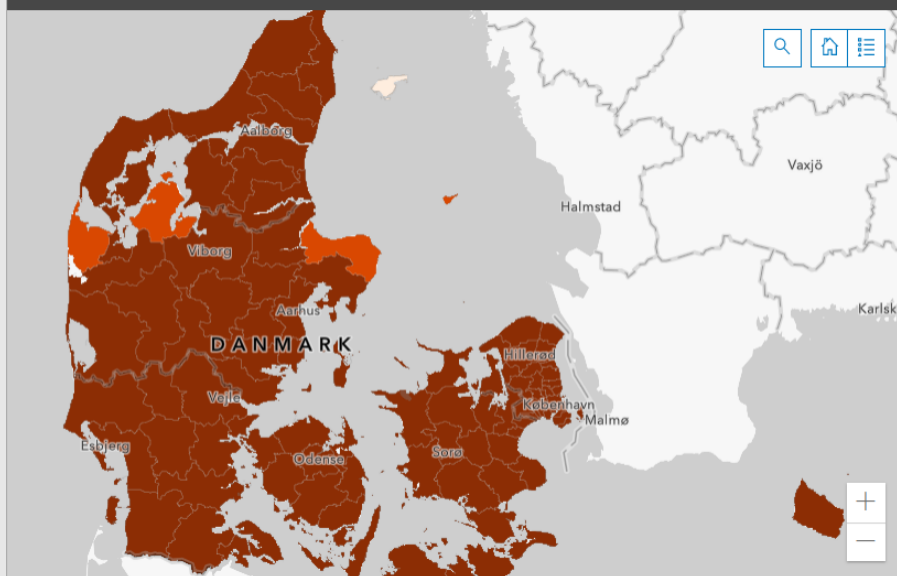 Aalborg
Vaxjö
Halmstad
Viborg
Karlsk
Aarhus
DANMARK
Hillerød
Vejle
København
Malmø
Esbjerg
Odense
Sorø